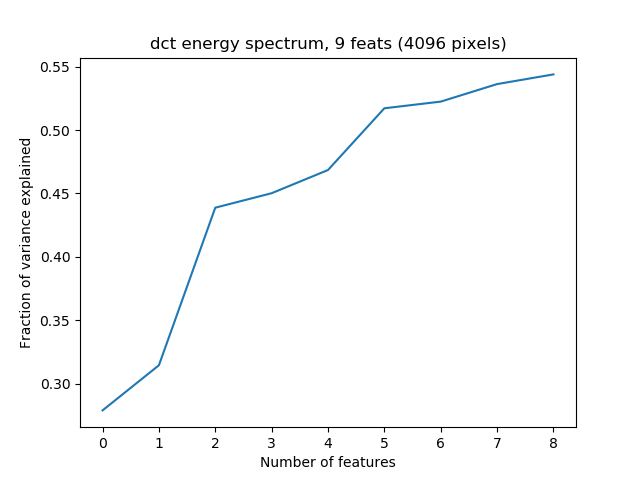 dct energy spectrum, 9 feats (4096 pixels)
0.55
0.50
0.45
0.40
0.35
0.30
Fraction of variance explained
0 1 2 3 4 5 6 7 8
Number of features